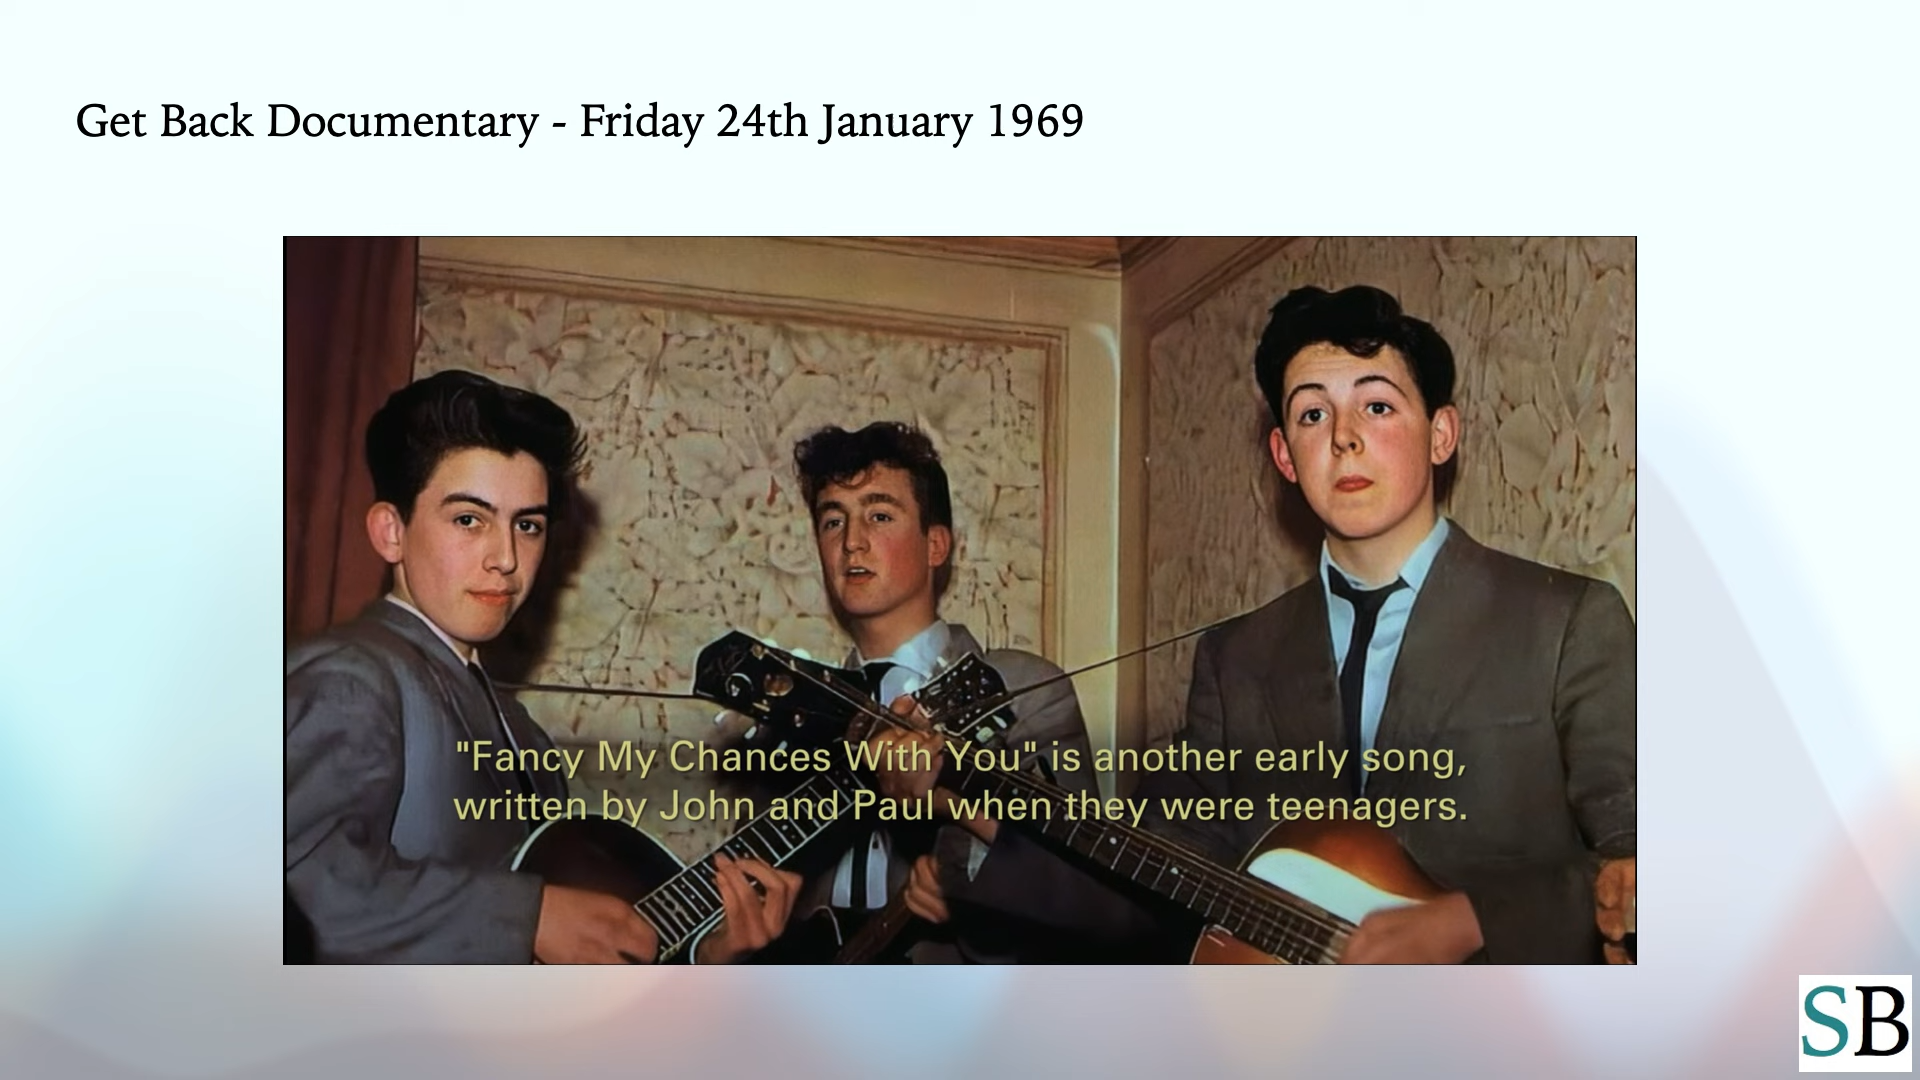 Get Back Documentary - Friday 24th January 1969
"Fancy My Chances With You" is another early song,
written by John and Paul when they were teenagers.
SB